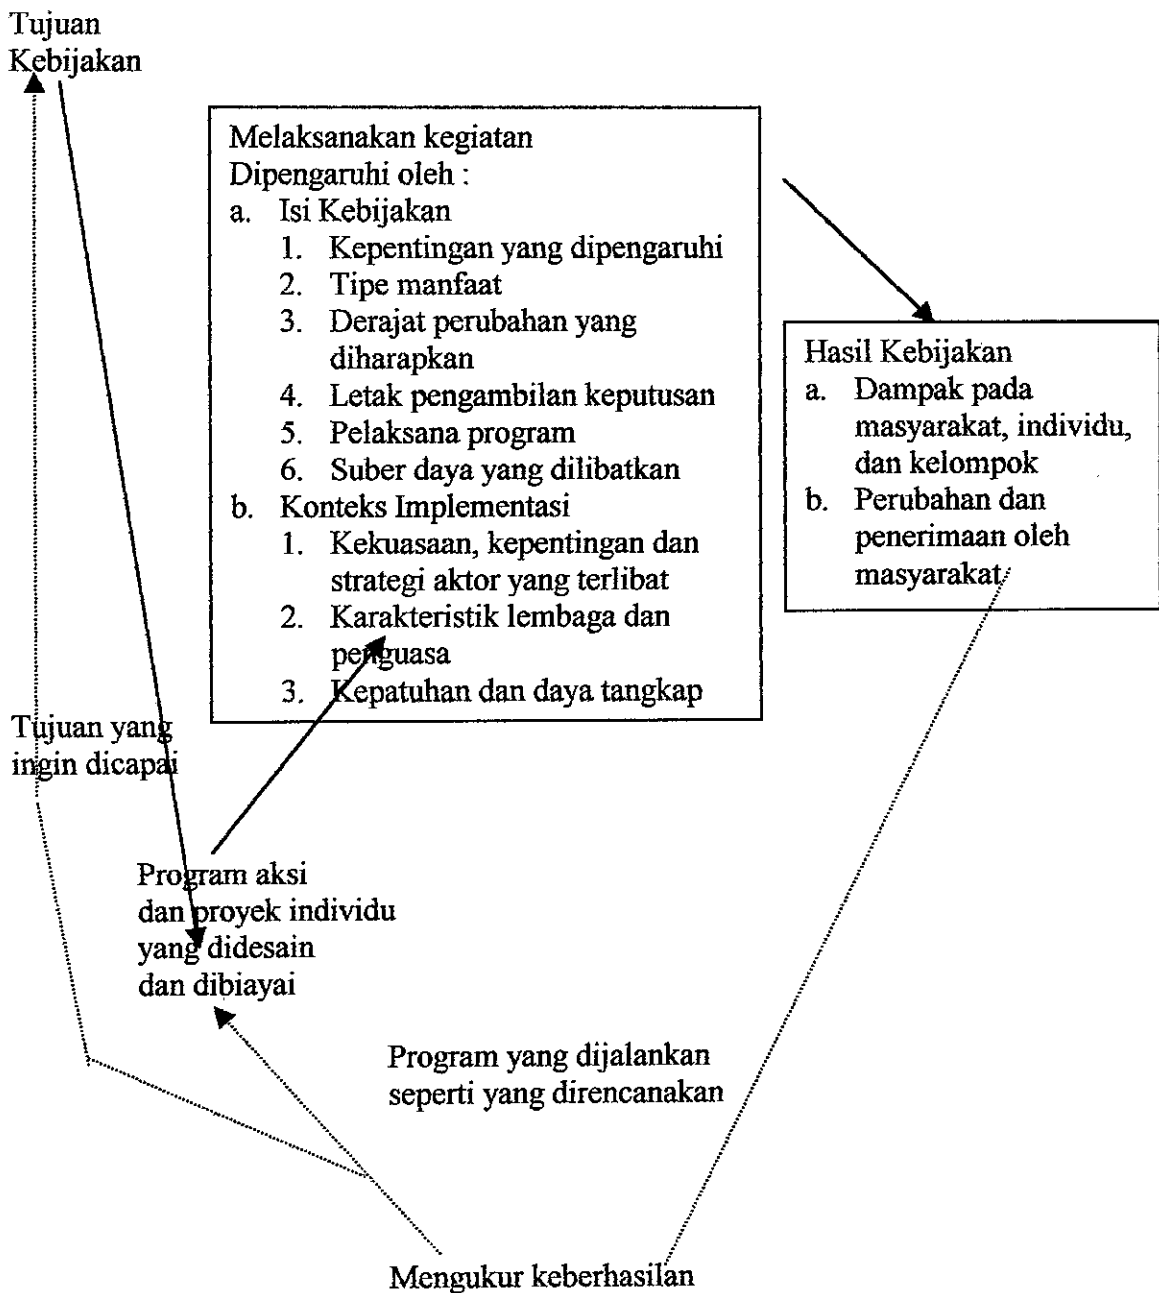 Tujuan
Kebijakan
Melaksanakan kegiatan
Dipengaruhi oleh :
a. Isi Kebijakan
1. Kepentingan yang dipengaruhi
2. Tipe manfaat
3. Derajat perubahan yang
diharapkan
4. Letak pengambilan keputusan
5. Pelaksana program
6. Suber daya yang dilibatkan
b. Konteks Implementasi
1. Kekuasaan, kepentingan dan
strategi aktor yang terlibat
2. Karakteristik lembaga dan
penguasa
3. Kepatuhan dan daya tangkap
Hasil Kebijakan
a. Dampak pada
masyarakat, individu,
dan kelompok
b. Perubahan dan
penerimaan oleh
masyarakat
Tujuan yang
ingin dicapai
Program aksi
dan proyek individu
yang didesain
dan dibiayai
Program yang dijalankan
seperti yang direncanakan
Mengukur keberhasilan